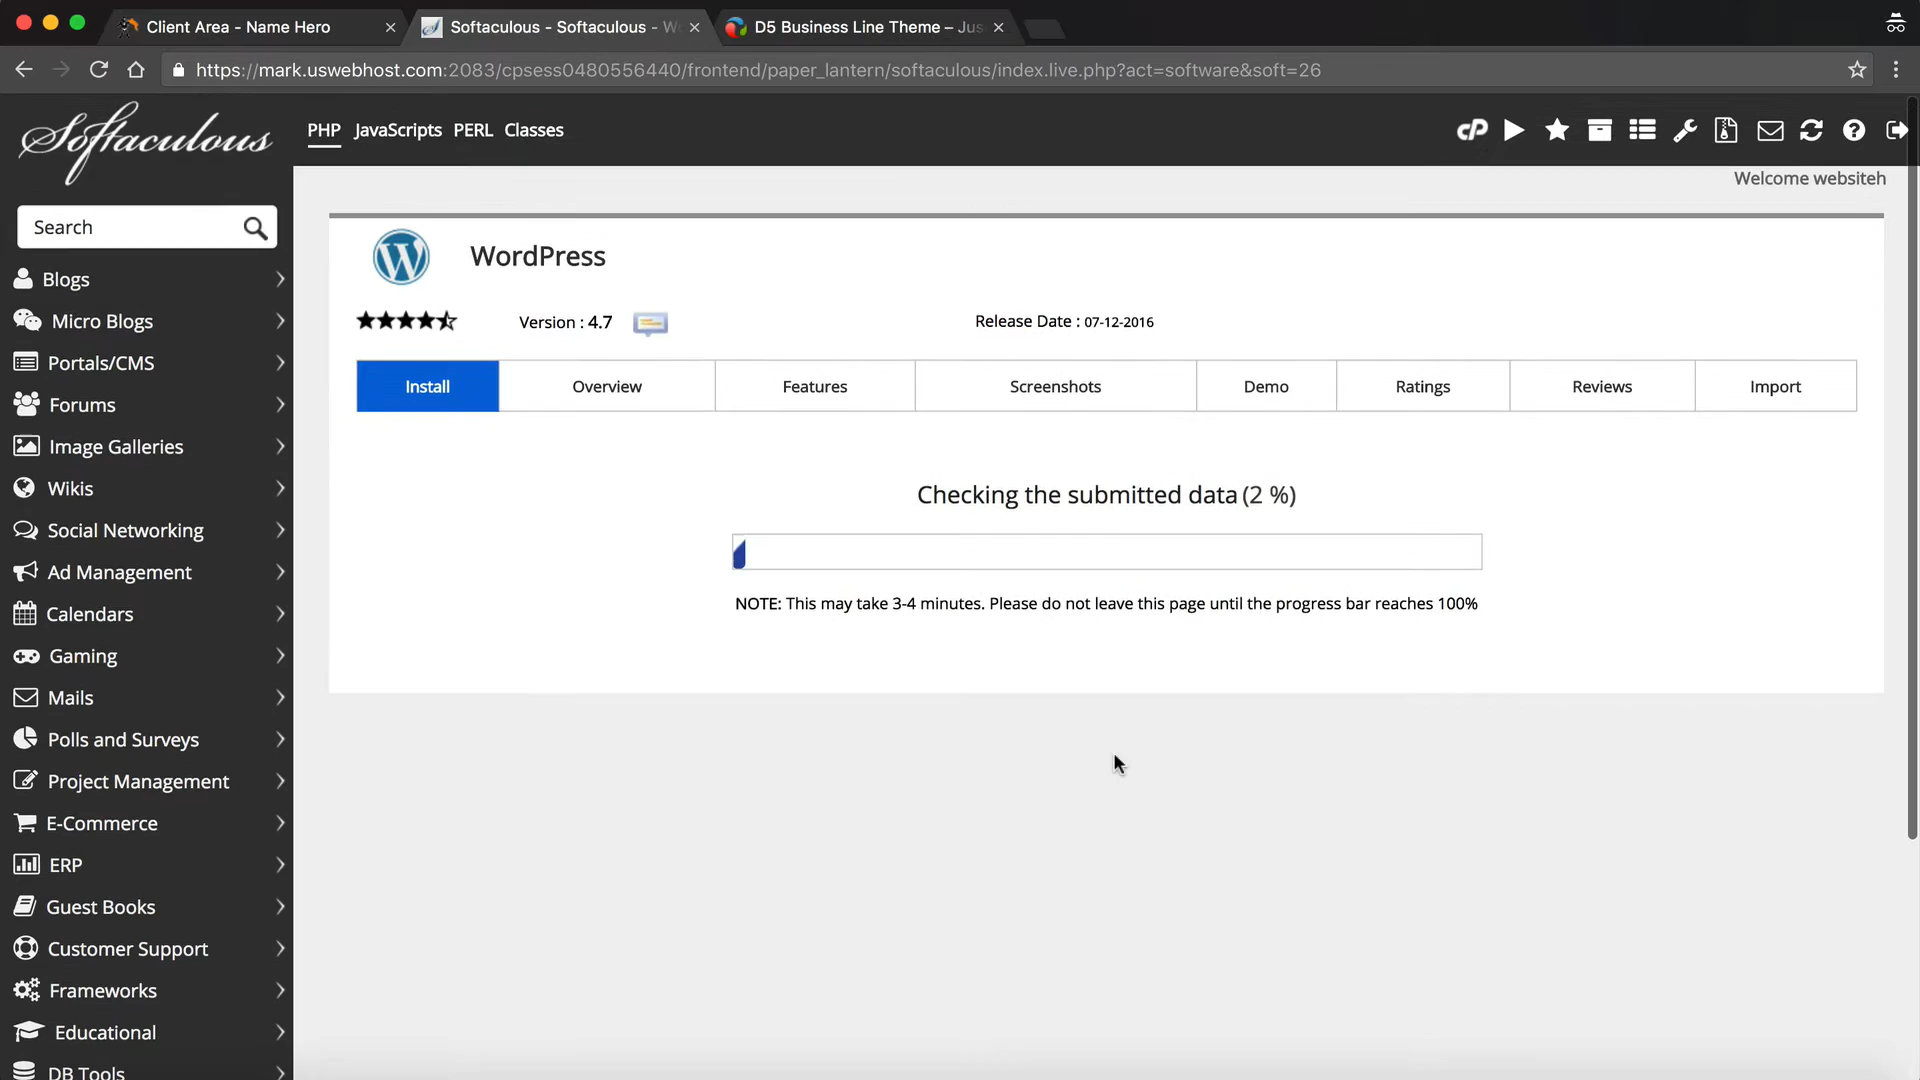 Client Area - Name Hero
Softaculous - Softaculous - W
D5 Business Line Theme – Jus
https://mark.uswebhost.com:2083/cpsess0480556440/frontend/paper_lantern/softaculous/index.live.php?act=software&soft=26
Softaculous
PHP JavaScripts PERL Classes
cP
Welcome websiteh
Search
WordPress
Version : 4.7
Release Date : 07-12-2016
Install Overview Features Screenshots Demo Ratings Reviews Import
Checking the submitted data (2 %)
NOTE: This may take 3-4 minutes. Please do not leave this page until the progress bar reaches 100%
Blogs
Micro Blogs
Portals/CMS
Forums
Image Galleries
Wikis
Social Networking
Ad Management
Calendars
Gaming
Mails
Polls and Surveys
Project Management
E-Commerce
ERP
Guest Books
Customer Support
Frameworks
Educational
DB Tools